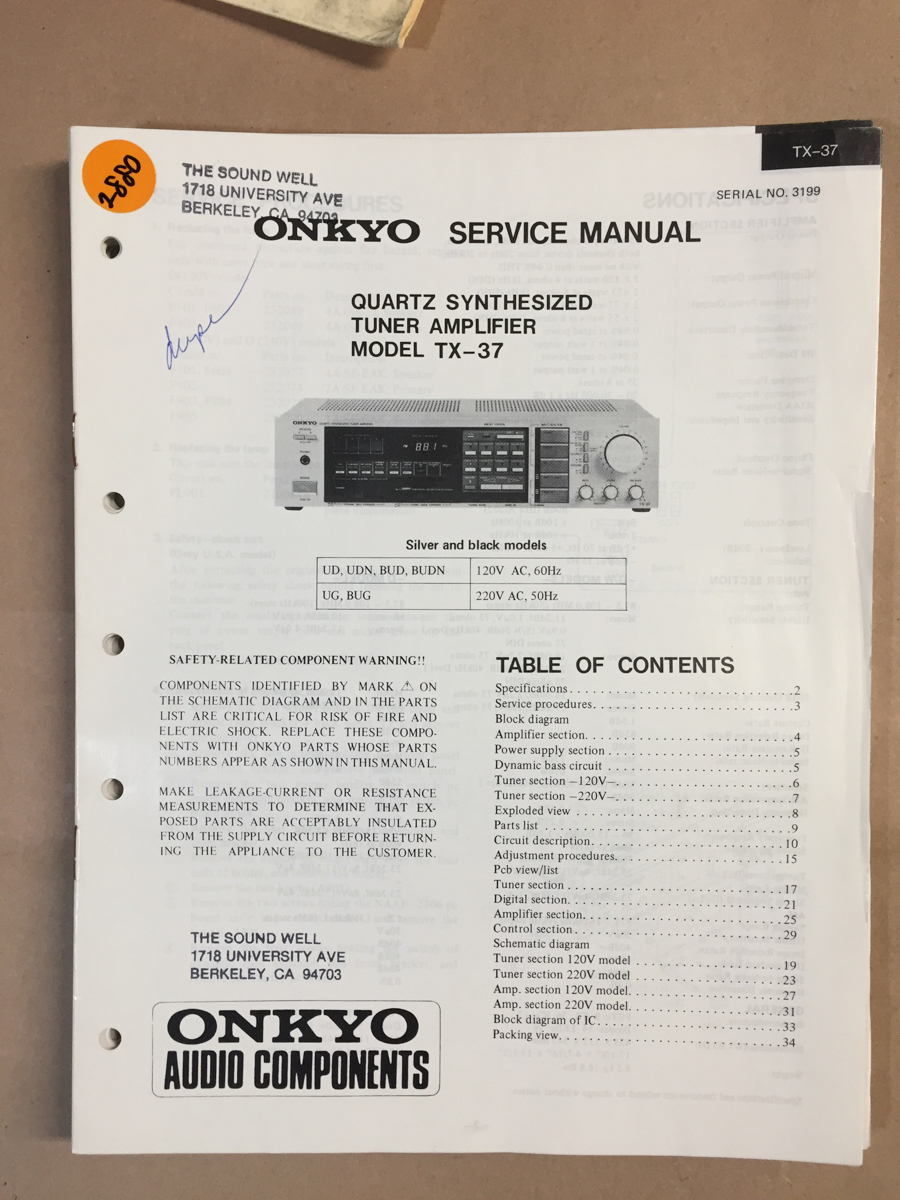 2880
THE SOUND WELL
1718 UNIVERSITY AVE
BERKELEY, CA 94703
TX-37
SERIAL NO. 3199
ONKYO SERVICE MANUAL
dupe
QUARTZ SYNTHESIZED
TUNER AMPLIFIER
MODEL TX-37
ONKYO
88.1
Silver and black models
UD, UDN, BUD, BUDN 120V AC, 60Hz
UG, BUG 220V AC, 50Hz
SAFETY-RELATED COMPONENT WARNING!!
COMPONENTS IDENTIFIED BY MARK ⚠ ON
THE SCHEMATIC DIAGRAM AND IN THE PARTS
LIST ARE CRITICAL FOR RISK OF FIRE AND
ELECTRIC SHOCK. REPLACE THESE COMPO-
NENTS WITH ONKYO PARTS WHOSE PARTS
NUMBERS APPEAR AS SHOWN IN THIS MANUAL.
MAKE LEAKAGE-CURRENT OR RESISTANCE
MEASUREMENTS TO DETERMINE THAT EX-
POSED PARTS ARE ACCEPTABLY INSULATED
FROM THE SUPPLY CIRCUIT BEFORE RETURN-
ING THE APPLIANCE TO THE CUSTOMER.
THE SOUND WELL
1718 UNIVERSITY AVE
BERKELEY, CA 94703
ONKYO
AUDIO COMPONENTS
TABLE OF CONTENTS
Specifications. . . . . . . . . . . . . . . . . . . . . . . .2
Service procedures. . . . . . . . . . . . . . . . . . . . .3
Block diagram
Amplifier section. . . . . . . . . . . . . . . . . . . . . .4
Power supply section . . . . . . . . . . . . . . . . . . .5
Dynamic bass circuit . . . . . . . . . . . . . . . . . . .5
Tuner section —120V—. . . . . . . . . . . . . . . . . .6
Tuner section —220V—. . . . . . . . . . . . . . . . . .7
Exploded view . . . . . . . . . . . . . . . . . . . . . . .8
Parts list . . . . . . . . . . . . . . . . . . . . . . . . . .9
Circuit description. . . . . . . . . . . . . . . . . . . .10
Adjustment procedures. . . . . . . . . . . . . . . . .15
Pcb view/list
Tuner section . . . . . . . . . . . . . . . . . . . . . . .17
Digital section. . . . . . . . . . . . . . . . . . . . . . .21
Amplifier section. . . . . . . . . . . . . . . . . . . . .25
Control section . . . . . . . . . . . . . . . . . . . . . .29
Schematic diagram
Tuner section 120V model . . . . . . . . . . . . . . .19
Tuner section 220V model . . . . . . . . . . . . . . .23
Amp. section 120V model. . . . . . . . . . . . . . . .27
Amp. section 220V model. . . . . . . . . . . . . . . .31
Block diagram of IC. . . . . . . . . . . . . . . . . . . .33
Packing view. . . . . . . . . . . . . . . . . . . . . . . .34